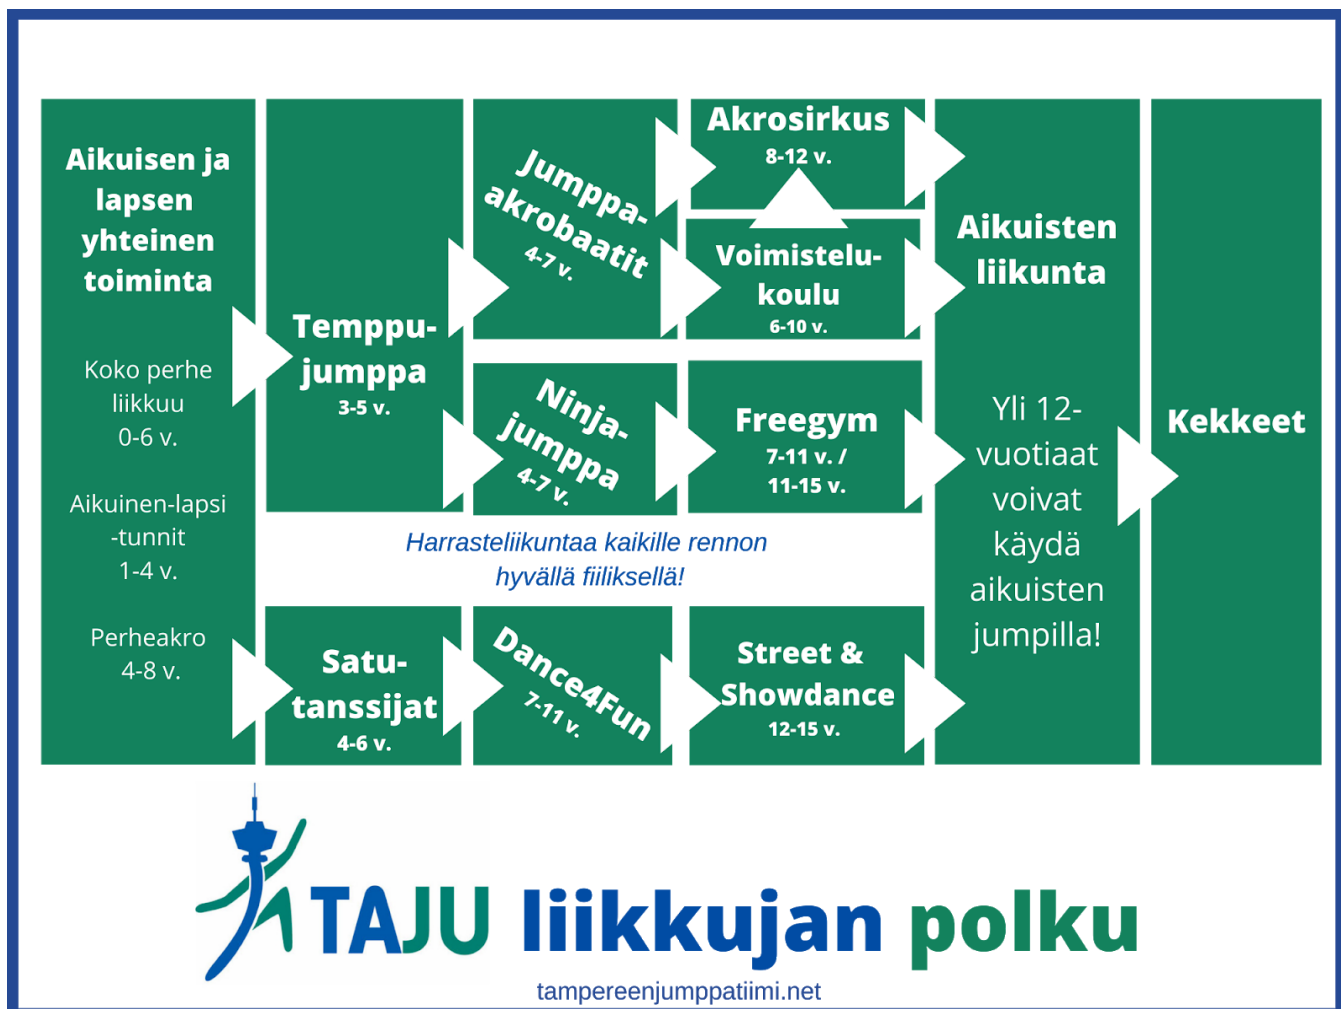 Aikuisen ja
lapsen
yhteinen
toiminta
Koko perhe
liikkuu
0-6 v.
Aikuinen-lapsi
-tunnit
1-4 v.
Perheakro
4-8 v.
Temppu-
jumppa
3-5 v.
Jumppa-
akrobaatit
4-7 v.
Akrosirkus
8-12 v.
Voimistelu-
koulu
6-10 v.
Ninja-
jumppa
4-7 v.
Freegym
7-11 v. /
11-15 v.
Harrasteliikuntaa kaikille rennon
hyvällä fiiliksellä!
Satu-
tanssijat
4-6 v.
Dance4Fun
7-11 v.
Street &
Showdance
12-15 v.
Aikuisten
liikunta
Yli 12-
vuotiaat
voivat
käydä
aikuisten
jumpilla!
Kekkeet
TAJU liikkujan polku
tampereenjumppatiimi.net